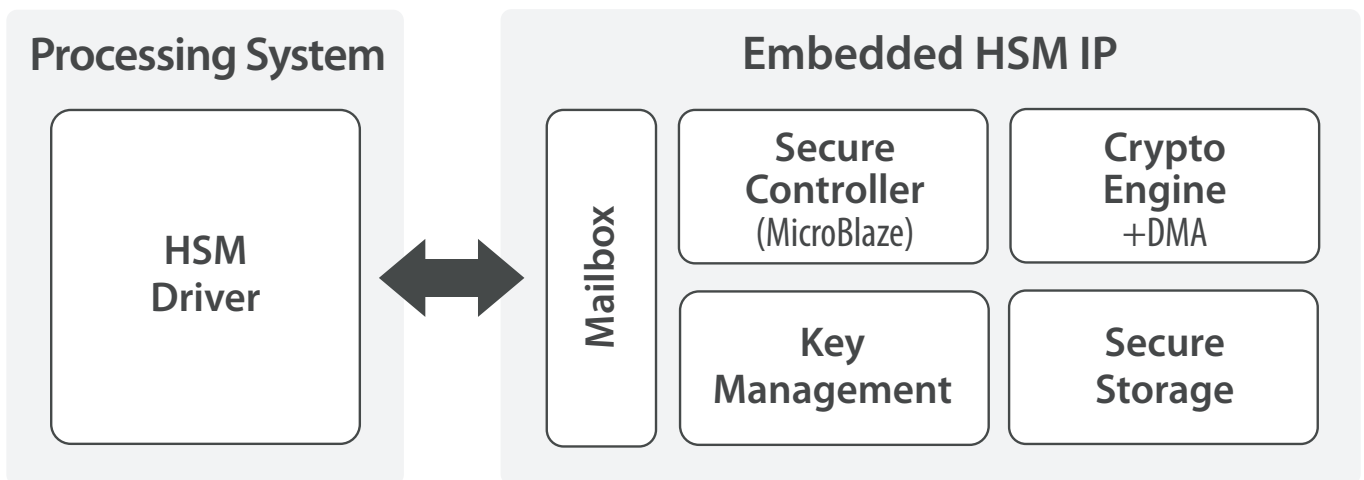 Processing System
HSM
Driver
Embedded HSM IP
Mailbox
Secure
Controller
(MicroBlaze)
Crypto
Engine
+DMA
Key
Management
Secure
Storage